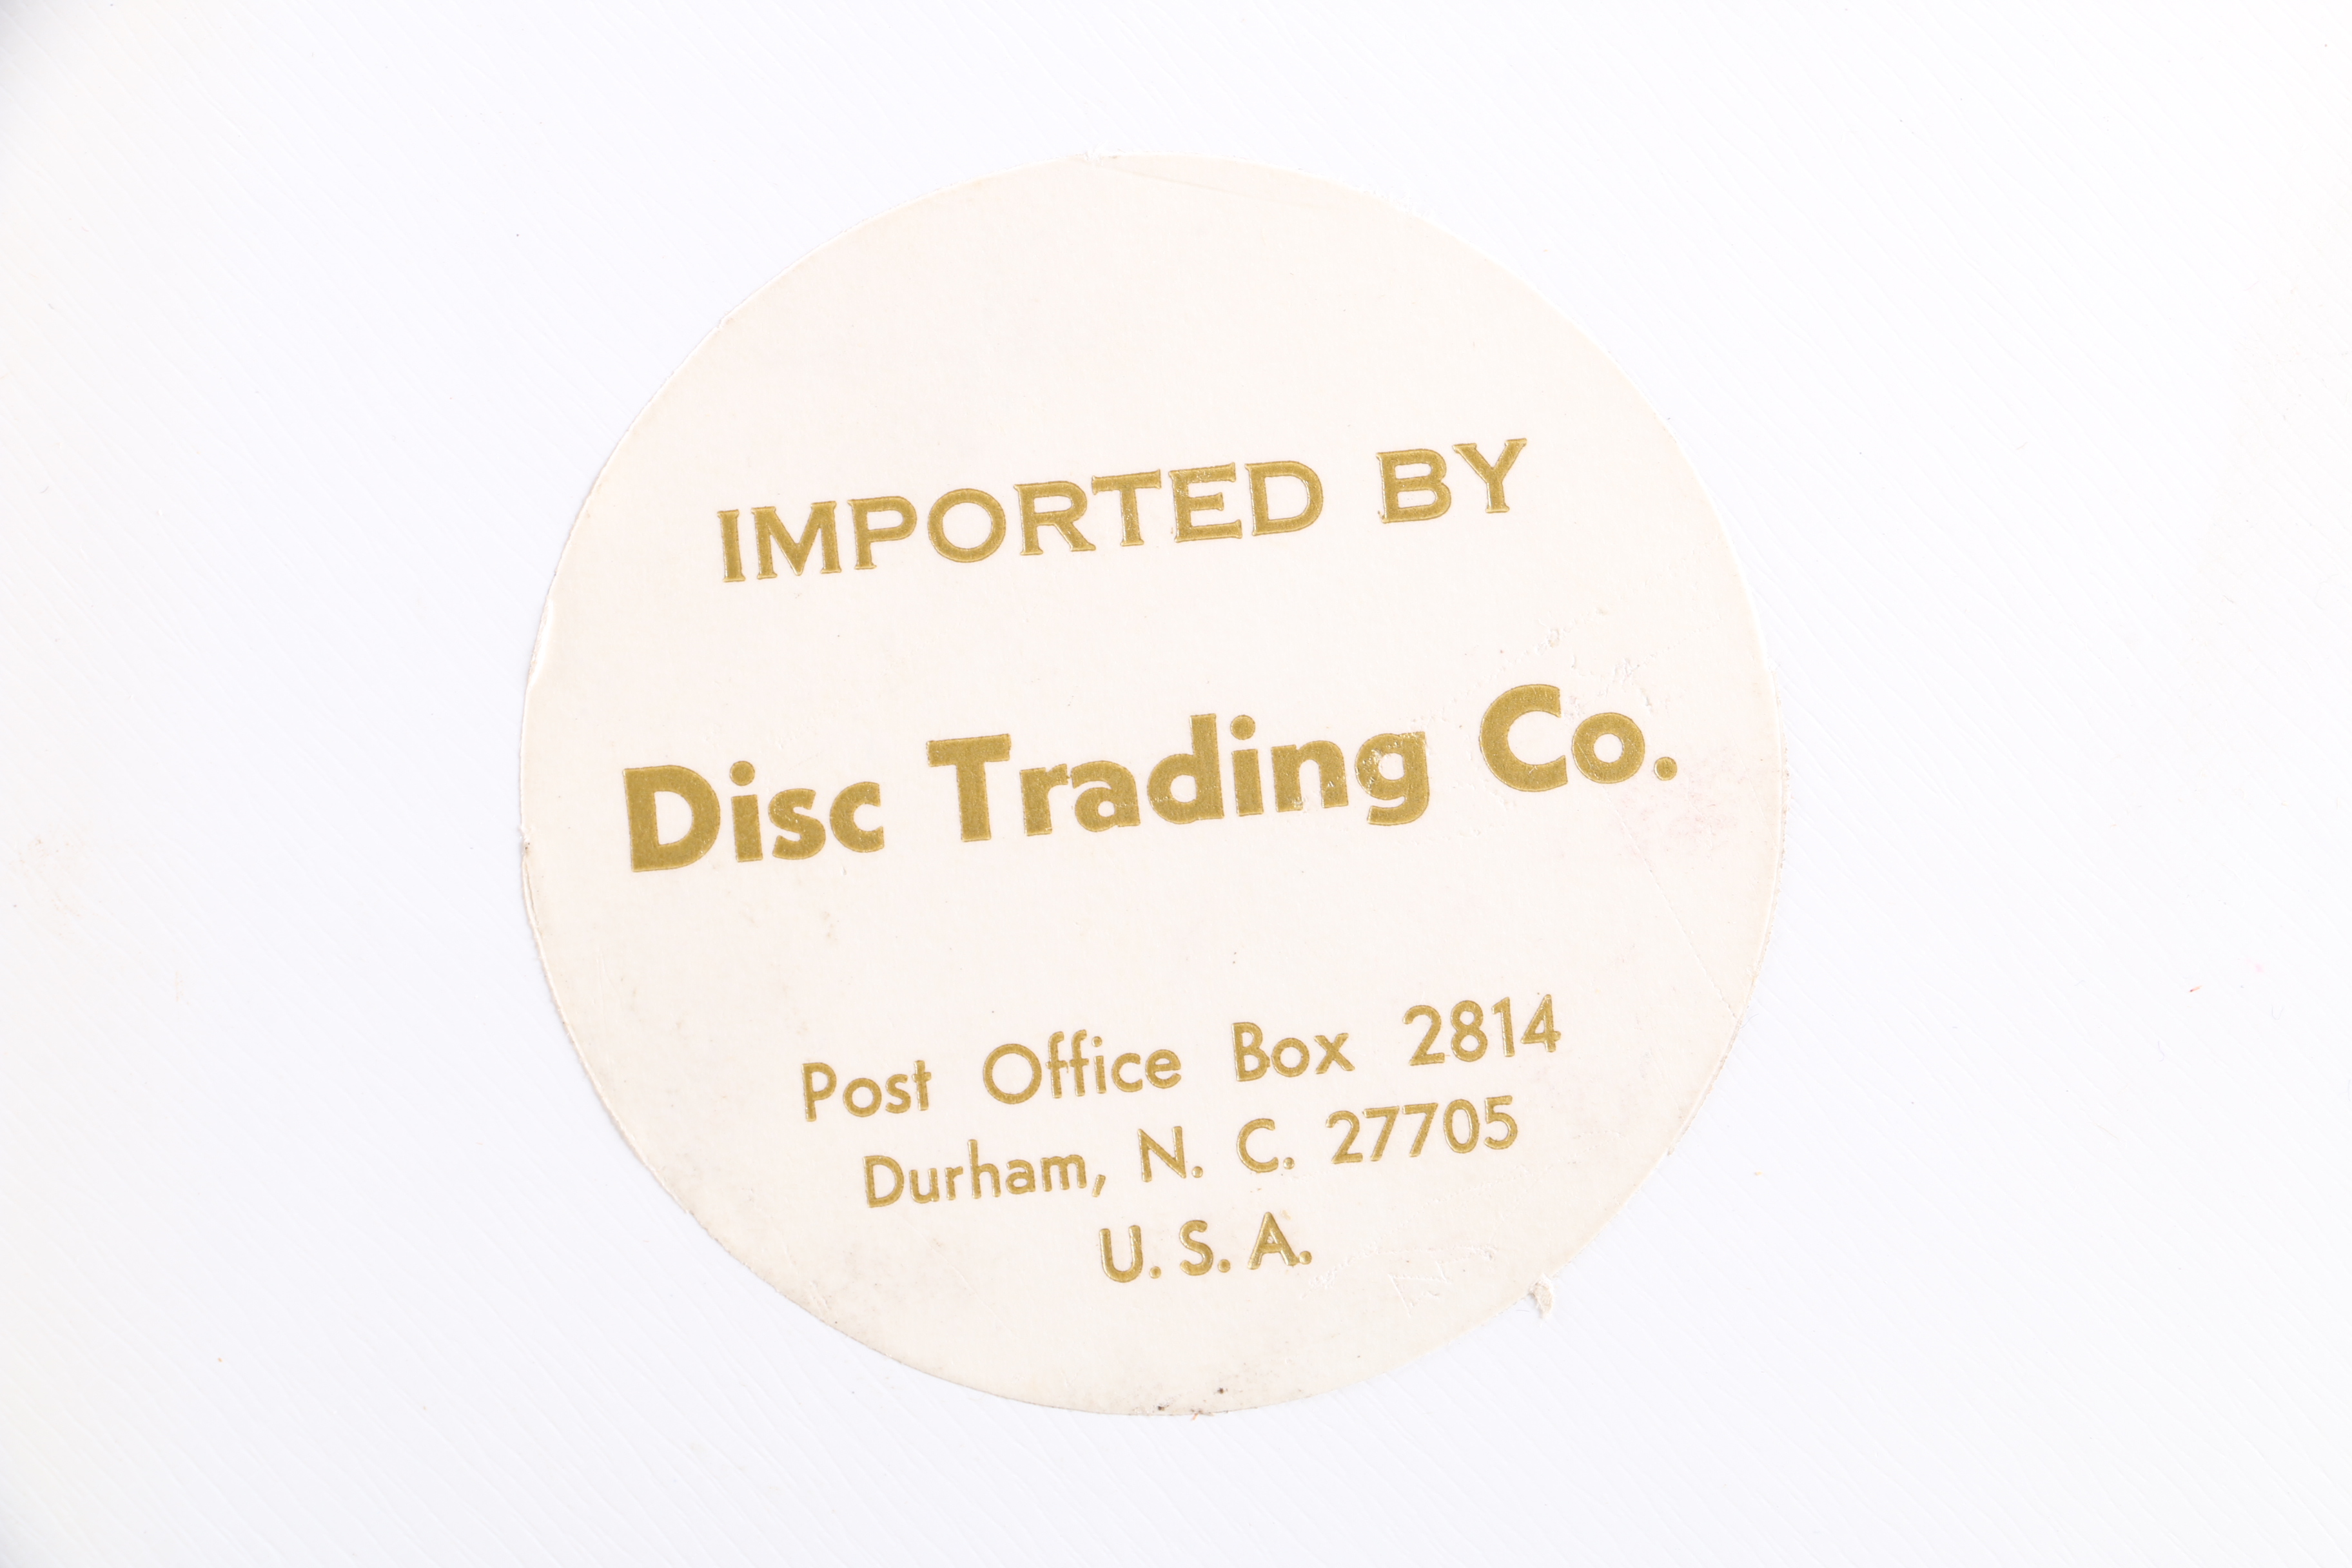 IMPORTED BY
Disc Trading Co.
Post Office Box 2814
Durham, N. C. 27705
U. S. A.